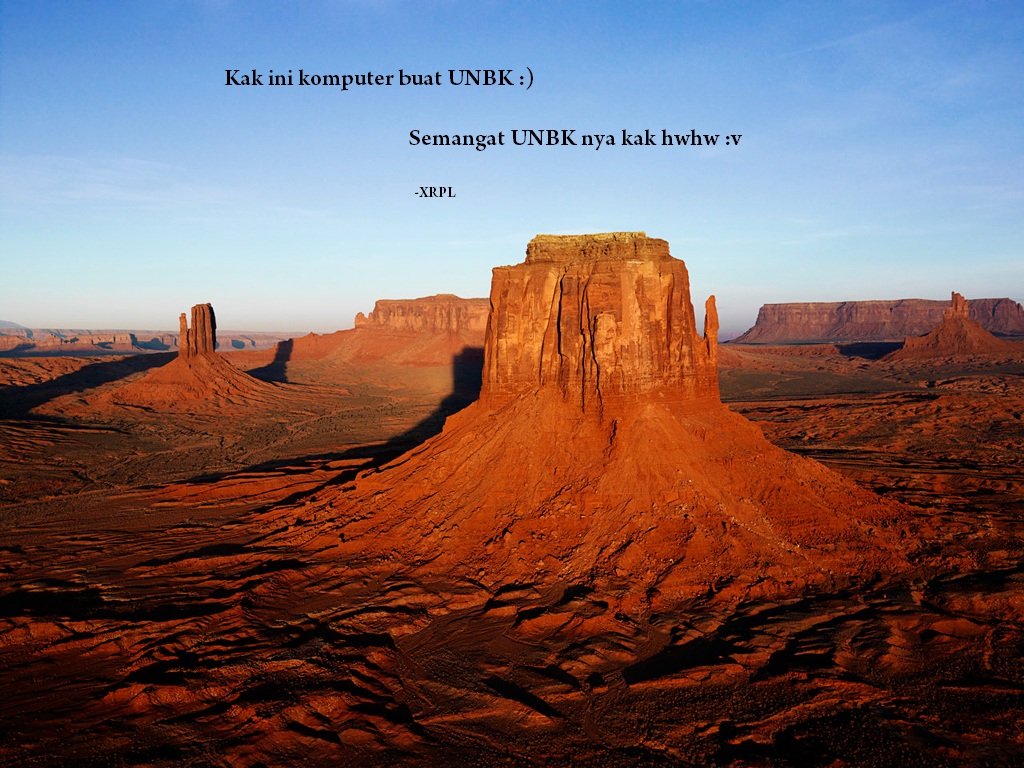 Kak ini komputer buat UNBK :)
Semangat UNBK nya kak hwhw :v
-XRPL